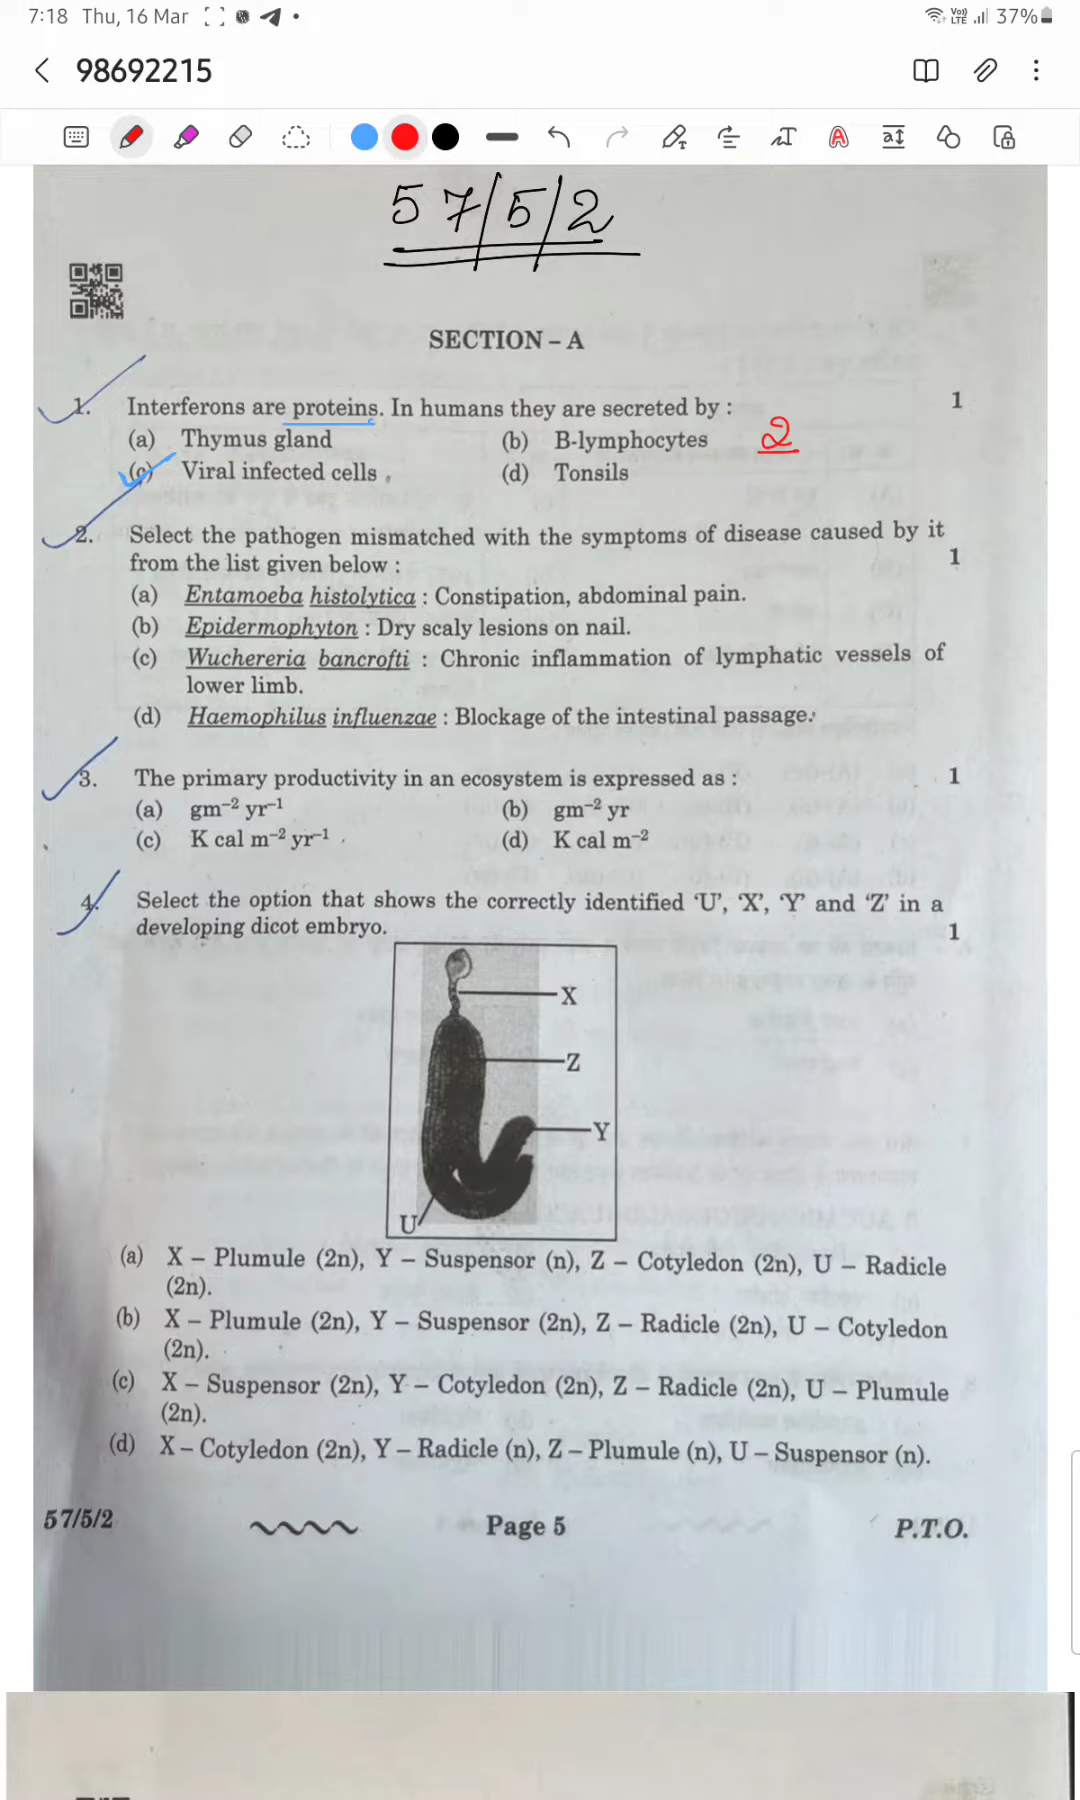 7:18 Thu, 16 Mar
Vo)) LTE 37%
98692215
57/5/2
SECTION – A
1. Interferons are proteins. In humans they are secreted by : 1
(a) Thymus gland (b) B-lymphocytes 2
(c) Viral infected cells (d) Tonsils
2. Select the pathogen mismatched with the symptoms of disease caused by it
from the list given below : 1
(a) Entamoeba histolytica : Constipation, abdominal pain.
(b) Epidermophyton : Dry scaly lesions on nail.
(c) Wuchereria bancrofti : Chronic inflammation of lymphatic vessels of
lower limb.
(d) Haemophilus influenzae : Blockage of the intestinal passage.
3. The primary productivity in an ecosystem is expressed as : 1
(a) gm⁻² yr⁻¹ (b) gm⁻² yr
(c) K cal m⁻² yr⁻¹ (d) K cal m⁻²
4. Select the option that shows the correctly identified ‘U’, ‘X’, ‘Y’ and ‘Z’ in a
developing dicot embryo. 1
X
Z
Y
U
(a) X – Plumule (2n), Y – Suspensor (n), Z – Cotyledon (2n), U – Radicle
(2n).
(b) X – Plumule (2n), Y – Suspensor (2n), Z – Radicle (2n), U – Cotyledon
(2n).
(c) X – Suspensor (2n), Y – Cotyledon (2n), Z – Radicle (2n), U – Plumule
(2n).
(d) X – Cotyledon (2n), Y – Radicle (n), Z – Plumule (n), U – Suspensor (n).
57/5/2 Page 5 P.T.O.